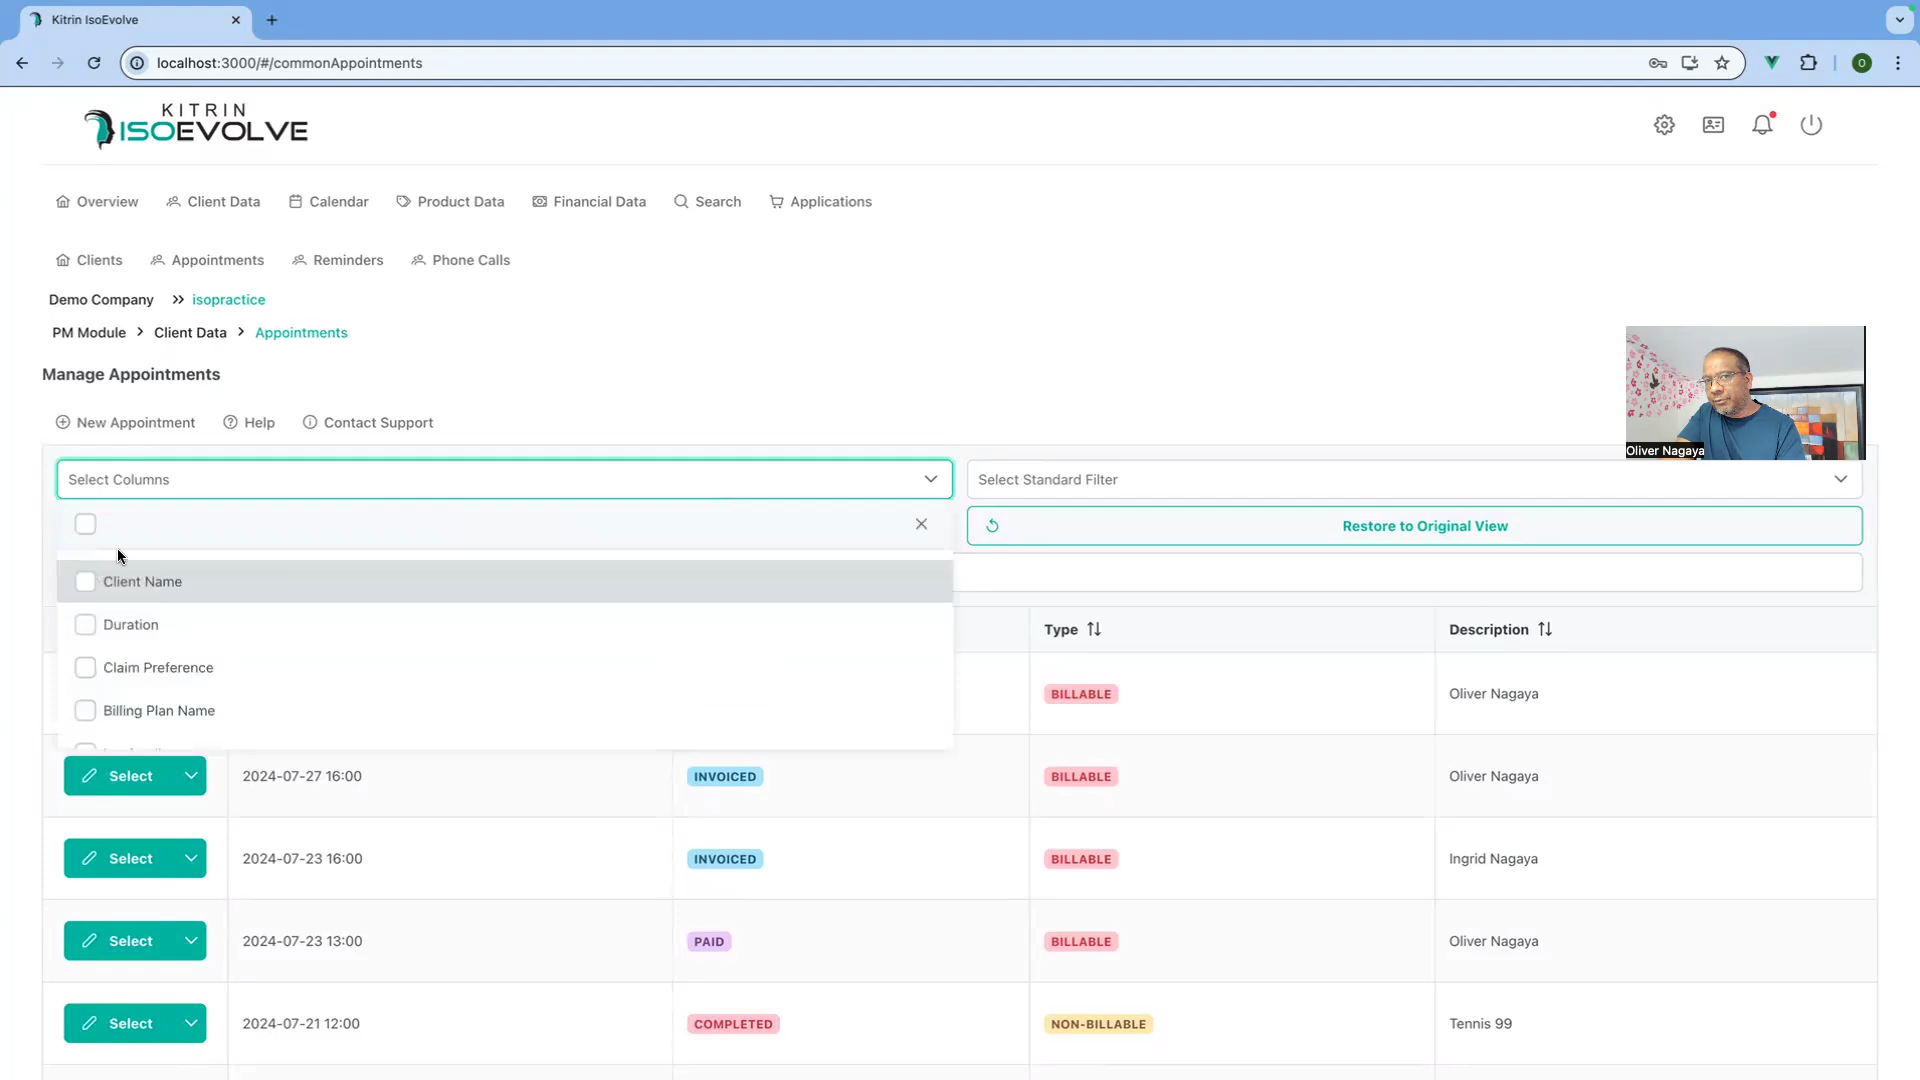 Kitrin IsoEvolve
localhost:3000/#/commonAppointments
O
KITRIN
ISOEVOLVE
Overview Client Data Calendar Product Data Financial Data Search Applications
Clients Appointments Reminders Phone Calls
Demo Company >> isopractice
PM Module > Client Data > Appointments
Manage Appointments
New Appointment Help Contact Support
Oliver Nagaya
Select Columns Select Standard Filter
Restore to Original View
Client Name
Duration
Claim Preference
Billing Plan Name
Type Description
BILLABLE Oliver Nagaya
Select 2024-07-27 16:00 INVOICED BILLABLE Oliver Nagaya
Select 2024-07-23 16:00 INVOICED BILLABLE Ingrid Nagaya
Select 2024-07-23 13:00 PAID BILLABLE Oliver Nagaya
Select 2024-07-21 12:00 COMPLETED NON-BILLABLE Tennis 99